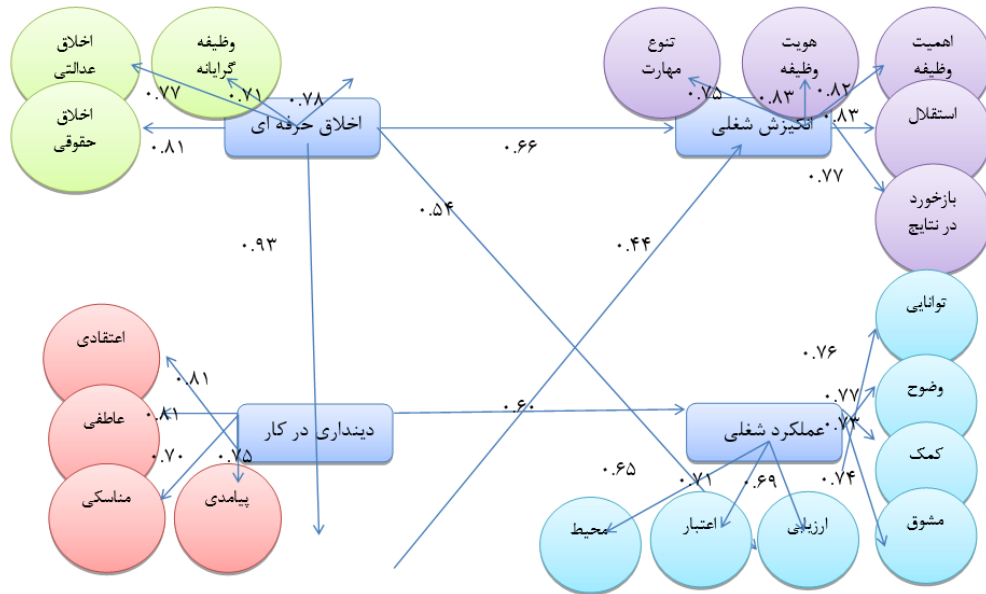 اخلاق
عدالتی
وظیفه
گرایانه
تنوع
مهارت
هویت
وظیفه
اهمیت
وظیفه
۰.۷۷
۰.۷۱
۰.۷۸
۰.۷۵
۰.۸۳
۰.۸۲
اخلاق
حقوقی
۰.۸۱
اخلاق حرفه ای
۰.۶۶
انگیزش شغلی
۰.۸۳
استقلال
۰.۷۷
بازخورد
در نتایج
۰.۹۳
۰.۵۴
۰.۴۴
توانایی
اعتقادی
۰.۸۱
۰.۷۶
وضوح
۰.۷۷
عاطفی
۰.۸۱
دینداری در کار
۰.۶۰
عملکرد شغلی
۰.۷۳
کمک
۰.۷۰
۰.۷۵
۰.۶۵
۰.۷۱
۰.۶۹
۰.۷۴
مناسکی
پیامدی
محیط
اعتبار
ارزیابی
مشوق